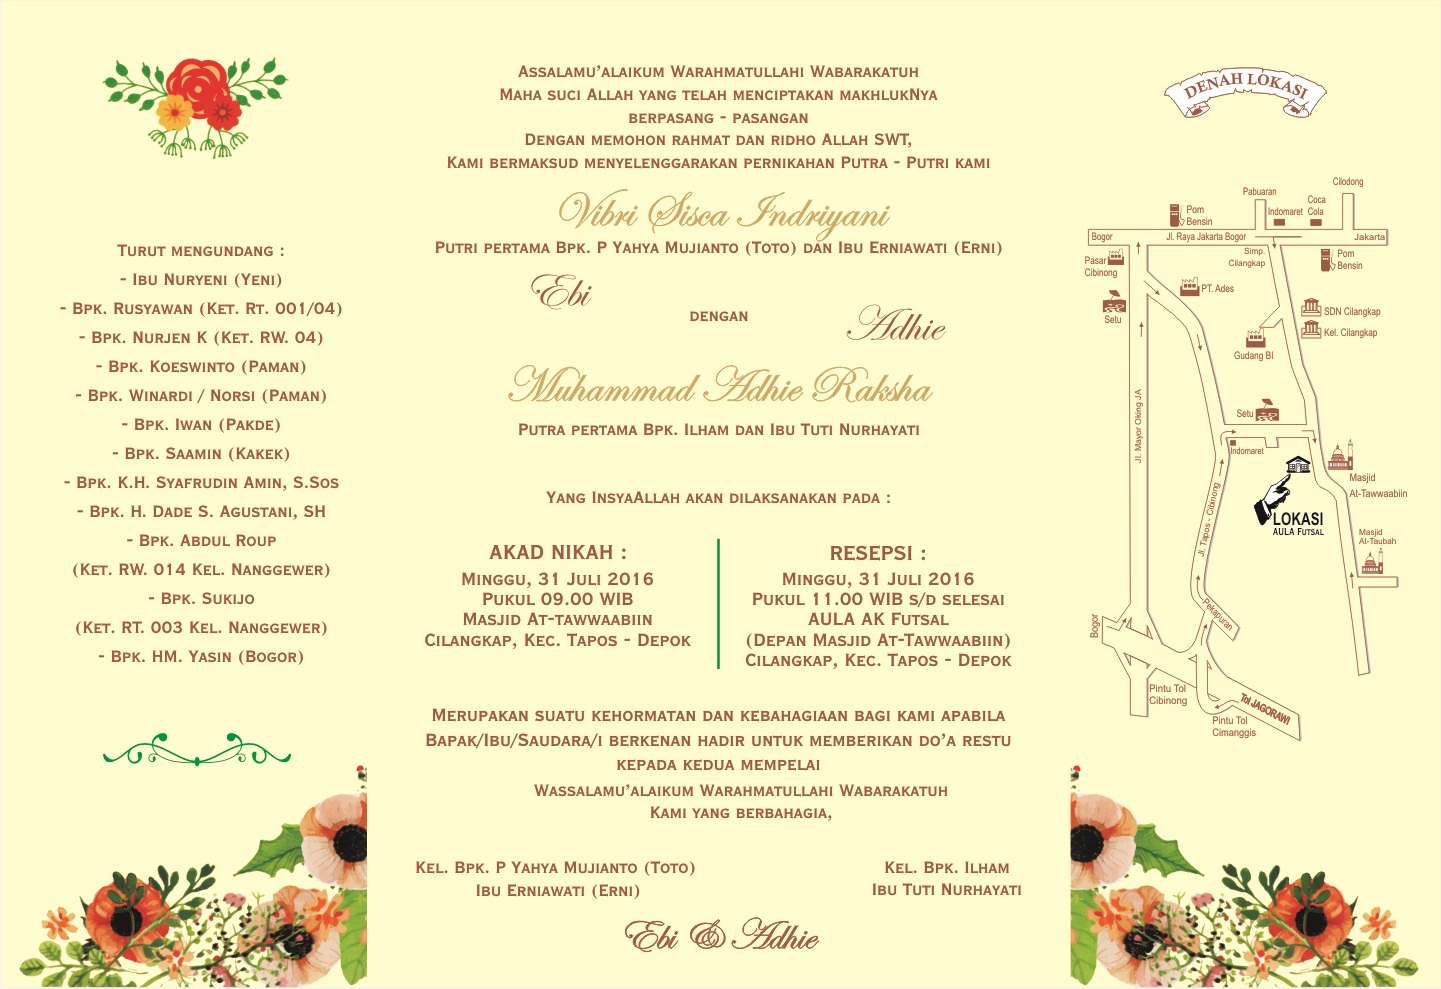 Turut mengundang :
- Ibu Nuryeni (Yeni)
- Bpk. Rusyawan (Ket. Rt. 001/04)
- Bpk. Nurjen K (Ket. RW. 04)
- Bpk. Koeswinto (Paman)
- Bpk. Winardi / Norsi (Paman)
- Bpk. Iwan (Pakde)
- Bpk. Saamin (Kakek)
- Bpk. K.H. Syafrudin Amin, S.Sos
- Bpk. H. Dade S. Agustani, SH
- Bpk. Abdul Roup
(Ket. RW. 014 Kel. Nanggewer)
- Bpk. Sukijo
(Ket. RT. 003 Kel. Nanggewer)
- Bpk. HM. Yasin (Bogor)
Assalamu'alaikum Warahmatullahi Wabarakatuh
Maha suci Allah yang telah menciptakan makhlukNya
berpasang - pasangan
Dengan memohon rahmat dan ridho Allah SWT,
Kami bermaksud menyelenggarakan pernikahan Putra - Putri kami
Vibri Sisca Indriyani
Putri pertama Bpk. P Yahya Mujianto (Toto) dan Ibu Erniawati (Erni)
Ebi
dengan
Adhie
Muhammad Adhie Raksha
Putra pertama Bpk. Ilham dan Ibu Tuti Nurhayati
Yang InsyaAllah akan dilaksanakan pada :
AKAD NIKAH :
Minggu, 31 Juli 2016
Pukul 09.00 WIB
Masjid At-tawwaabiin
Cilangkap, Kec. Tapos - Depok
RESEPSI :
Minggu, 31 Juli 2016
Pukul 11.00 WIB s/d selesai
AULA AK Futsal
(Depan Masjid At-Tawwaabiin)
Cilangkap, Kec. Tapos - Depok
Merupakan suatu kehormatan dan kebahagiaan bagi kami apabila
Bapak/Ibu/Saudara/i berkenan hadir untuk memberikan do'a restu
kepada kedua mempelai
Wassalamu'alaikum Warahmatullahi Wabarakatuh
Kami yang berbahagia,
Kel. Bpk. P Yahya Mujianto (Toto)
Ibu Erniawati (Erni)
Kel. Bpk. Ilham
Ibu Tuti Nurhayati
Ebi & Adhie
DENAH LOKASI
Cilodong
Pabuaran
Coca
Cola
Indomaret
Pom
Bensin
Bogor
Jl. Raya Jakarta Bogor
Jakarta
Simp.
Cilangkap
Pom
Bensin
Pasar
Cibinong
PT. Ades
Setu
SDN Cilangkap
Kel. Cilangkap
Gudang BI
Jl. Mayor Oking JA
Setu
Indomaret
Masjid
At-Tawwaabiin
LOKASI
AULA Futsal
Jl. Tapos - Cibinong
Masjid
At-Taubah
Pekapuran
Bogor
Pintu Tol
Cibinong
Tol JAGORAWI
Pintu Tol
Cimanggis